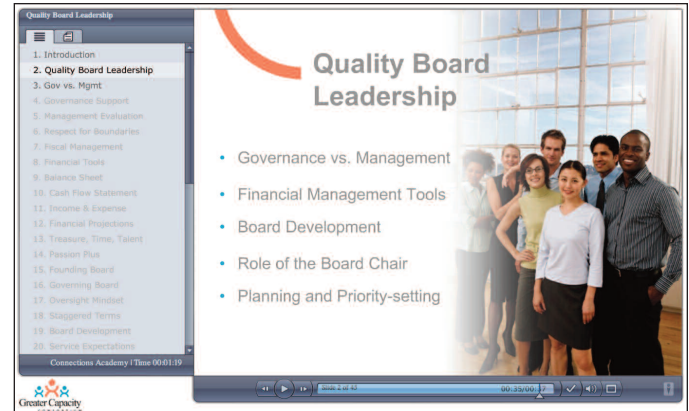 Quality Board Leadership
1. Introduction
2. Quality Board Leadership
3. Gov vs. Mgmt
4. Governance Support
5. Management Evaluation
6. Respect for Boundaries
7. Fiscal Management
8. Financial Tools
9. Balance Sheet
10. Cash Flow Statement
11. Income & Expense
12. Financial Projections
13. Treasure, Time, Talent
14. Passion Plus
15. Founding Board
16. Governing Board
17. Oversight Mindset
18. Staggered Terms
19. Board Development
20. Service Expectations
Connections Academy | Time 00:01:19
Greater Capacity
Quality Board
Leadership
• Governance vs. Management
• Financial Management Tools
• Board Development
• Role of the Board Chair
• Planning and Priority-setting
Slide 2 of 45
00:35/00:37